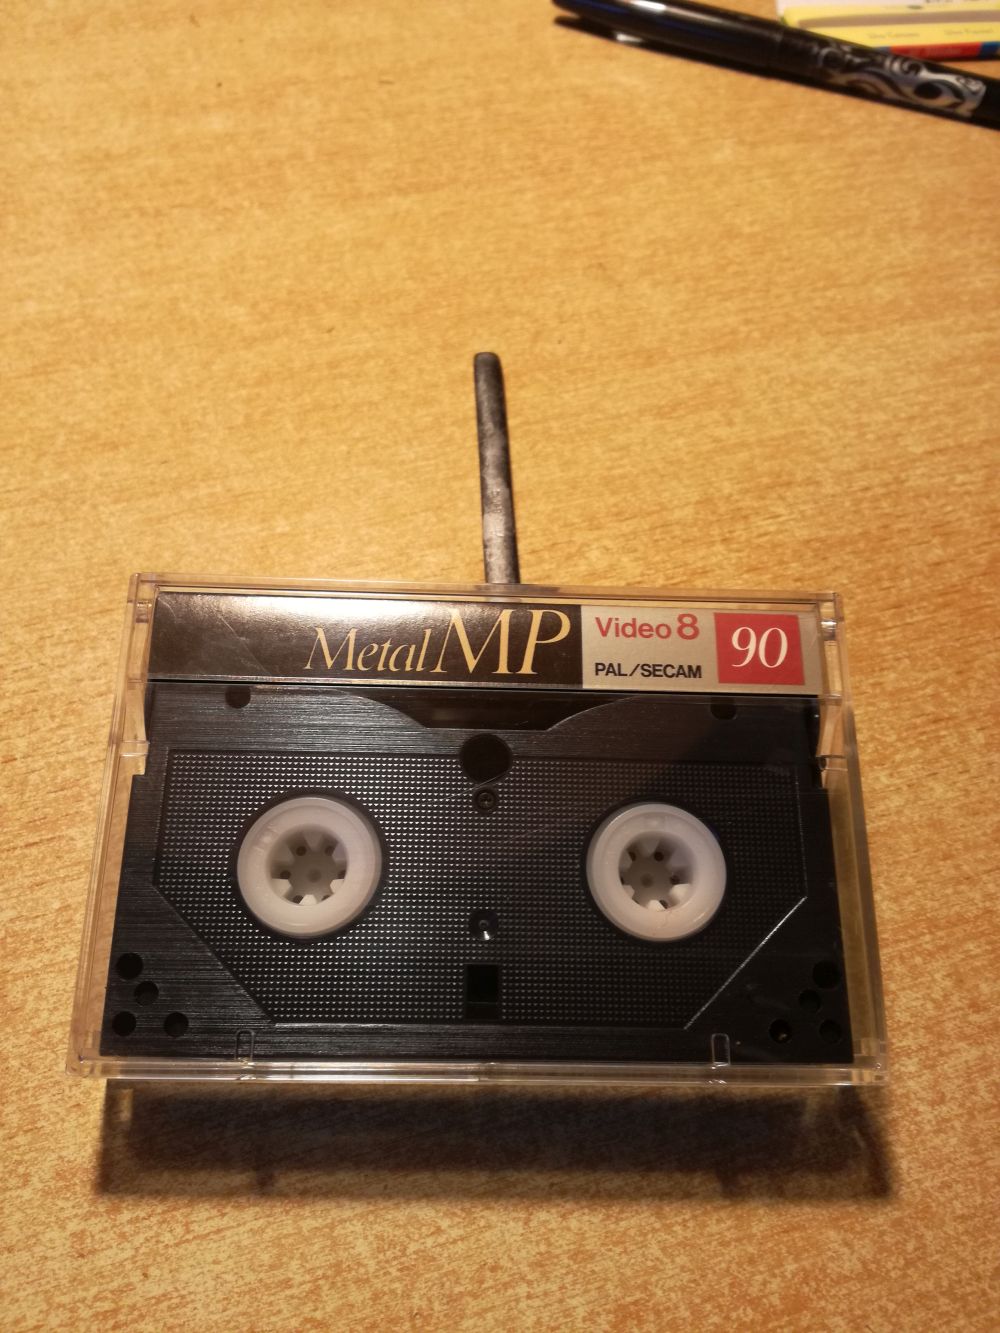 Metal MP
Video 8
PAL/SECAM
90